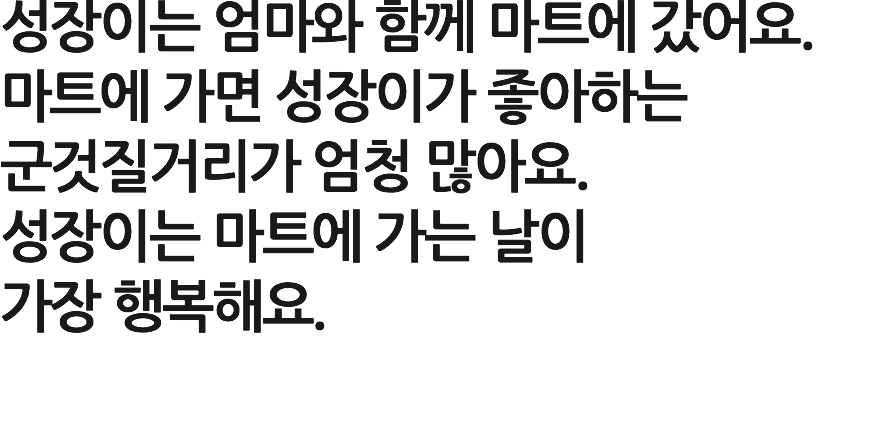 성장이는 엄마와 함께 마트에 갔어요.
마트에 가면 성장이가 좋아하는
군것질거리가 엄청 많아요.
성장이는 마트에 가는 날이
가장 행복해요.